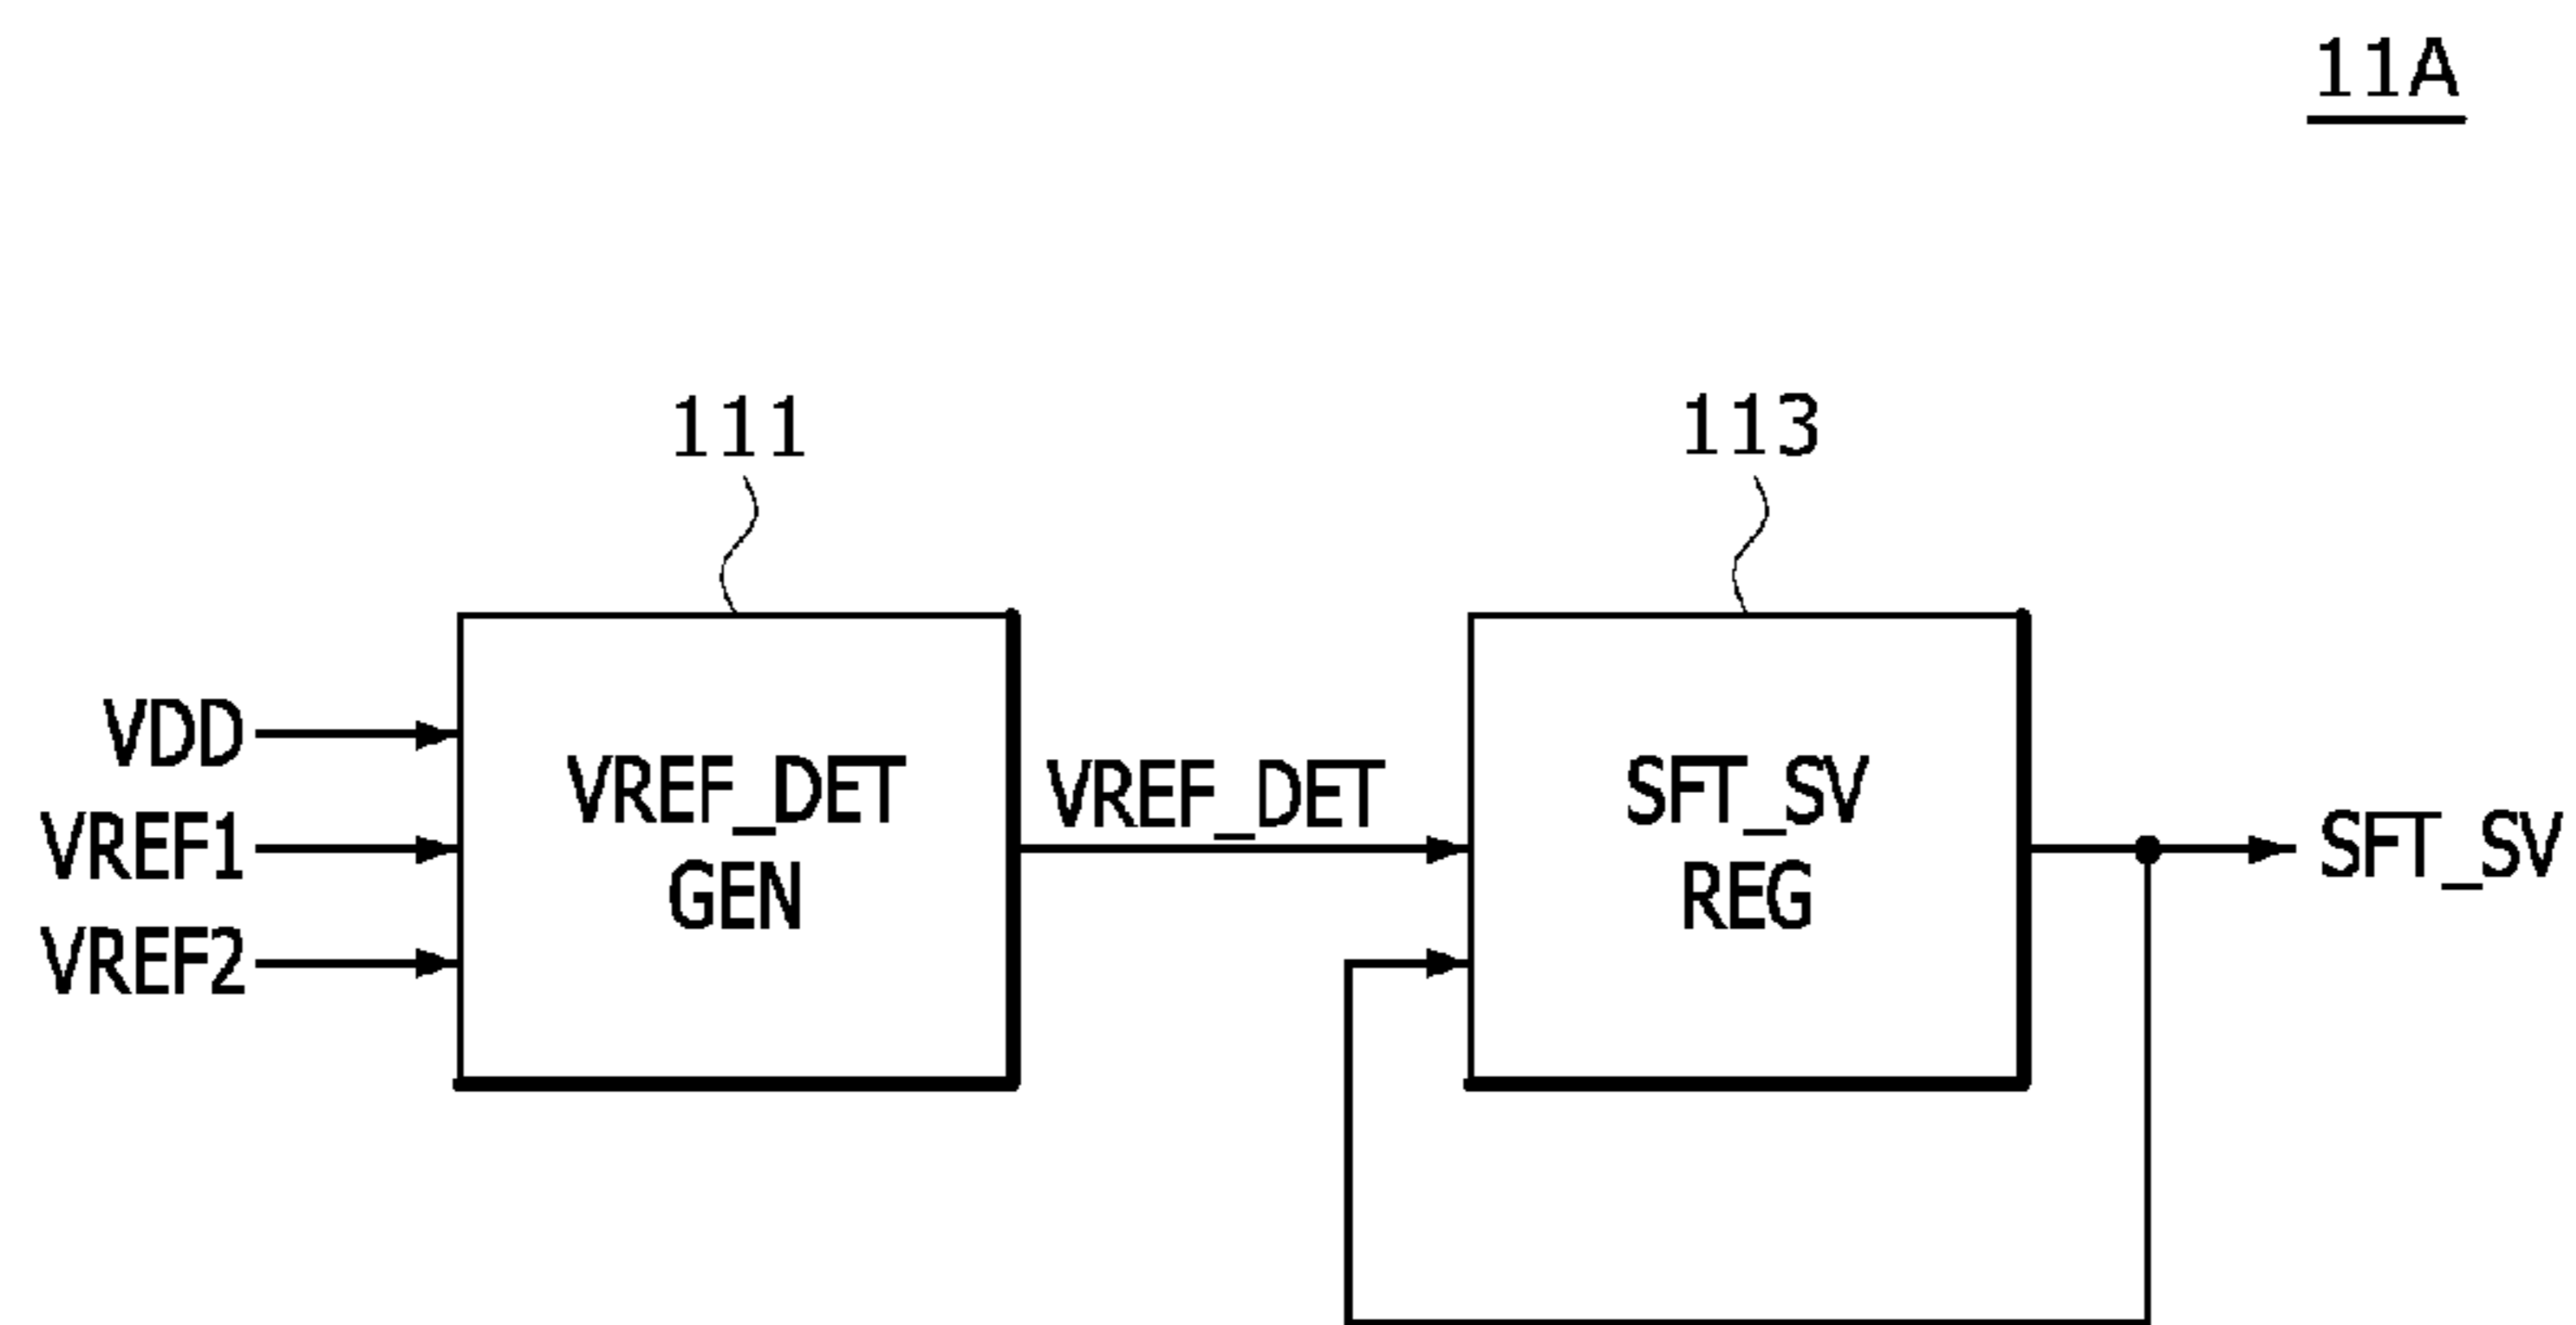 11A
111
113
VDD
VREF1
VREF2
VREF_DET
GEN
VREF_DET
SFT_SV
REG
SFT_SV